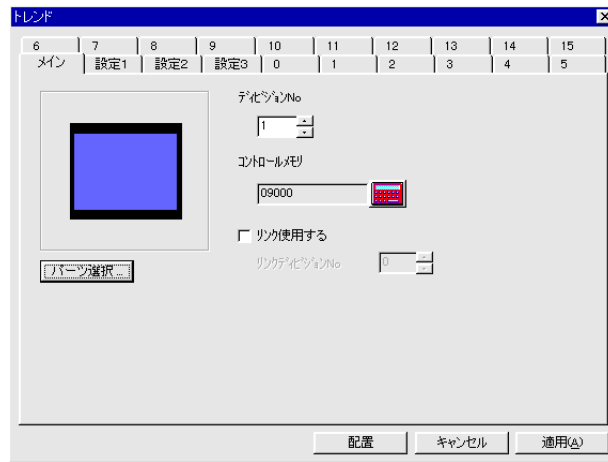 トレンド
6 7 8 9 10 11 12 13 14 15
メイン 設定1 設定2 設定3 0 1 2 3 4 5
ディビジョンNo
1
コントロールメモリ
09000
リンク使用する
リンクディビジョンNo 0
パーツ選択...
配置 キャンセル 適用(A)